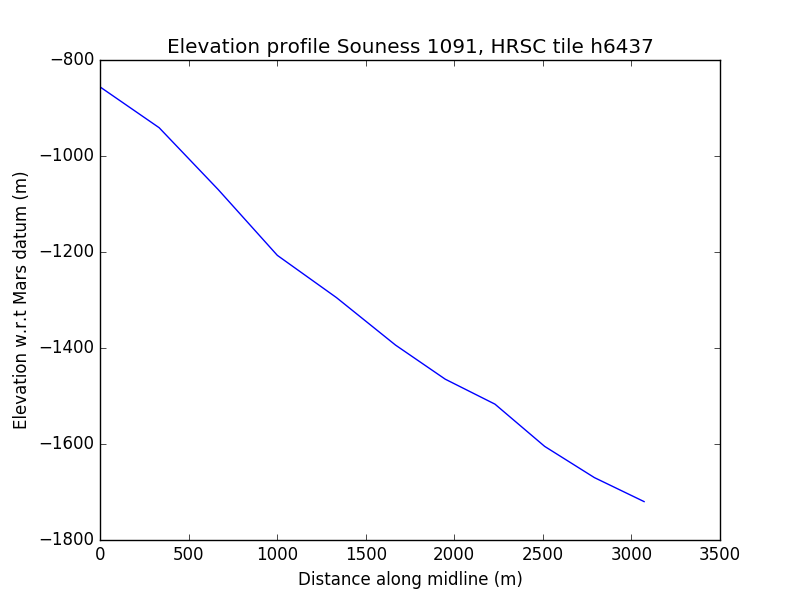 Elevation profile Souness 1091, HRSC tile h6437
−800
−1000
−1200
−1400
−1600
−1800
Elevation w.r.t Mars datum (m)
0 500 1000 1500 2000 2500 3000 3500
Distance along midline (m)